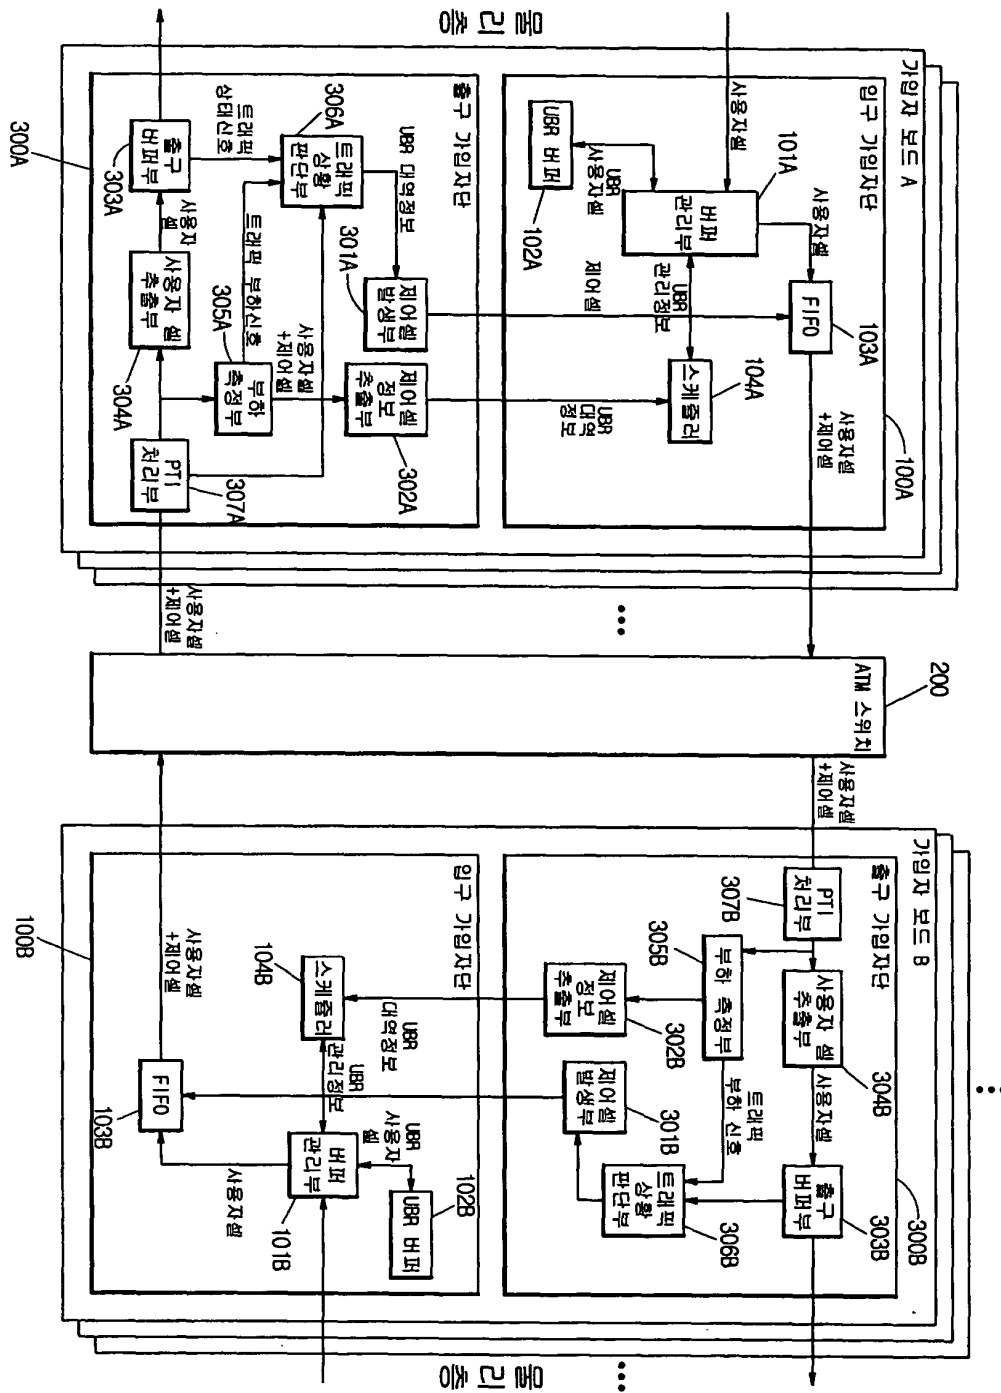 물리층
가입자 보드 A
입구 가입자단
사용자셀
101A
버퍼
관리부
UBR
사용자셀
UBR 버퍼
102A
사용자셀
FIFO
103A
UBR
관리정보
스케쥴러
104A
제어셀
UBR
대역
정보
사용자셀
+제어셀
100A
출구 가입자단
UBR 대역정보
306A
트래픽
상황
판단부
트래픽
상태신호
출구
버퍼부
303A
300A
사용자
셀
사용자 셀
추출부
304A
트래픽 부하신호
305A
부하
측정부
301A
제어셀
발생부
사용자셀
+제어셀
제어셀
정보
추출부
302A
PTI
처리부
307A
사용자셀
+제어셀
...
200
ATM 스위치
사용자셀
+제어셀
가입자 보드 B
출구 가입자단
PTI
처리부
307B
305B
부하 측정부
사용자 셀
추출부
304B
제어셀
정보
추출부
302B
제어셀
발생부
301B
트래픽
부하 신호
사용자셀
트래픽
상황
판단부
306B
출구
버퍼부
303B
300B
입구 가입자단
100B
사용자셀
+제어셀
104B
스케쥴러
UBR
대역정보
UBR
관리정보
FIFO
103B
UBR
사용자
셀
버퍼
관리부
101B
사용자셀
UBR 버퍼
102B
...
물리층
...